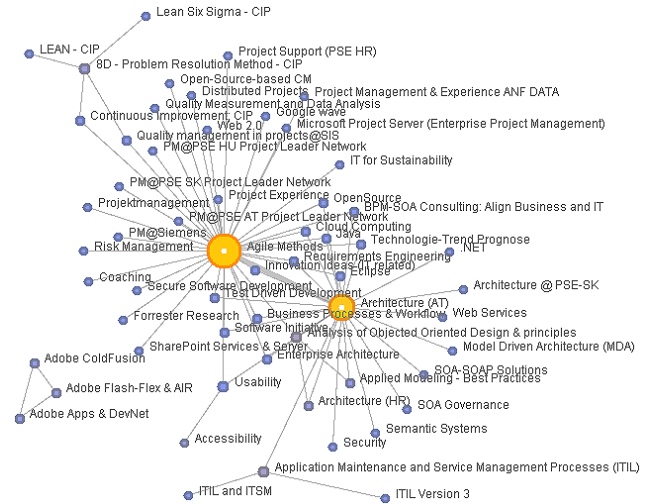 Lean Six Sigma - CIP
LEAN - CIP
Project Support (PSE HR)
8D - Problem Resolution Method - CIP
Open-Source-based CM
Distributed Projects
Project Management & Experience ANF DATA
Quality Measurement and Data Analysis
Google wave
Continuous Improvement, CIP
Web 2.0
Microsoft Project Server (Enterprise Project Management)
Quality management in projects@SIS
PM@PSE HU Project Leader Network
IT for Sustainability
PM@PSE SK Project Leader Network
Project Experience
OpenSource
Projektmanagement
BPM-SOA Consulting: Align Business and IT
PM@PSE AT Project Leader Network
Cloud Computing
PM@Siemens
Java
Technologie-Trend Prognose
Risk Management
Agile Methods
.NET
Requirements Engineering
Innovation Ideas (IT related)
Eclipse
Coaching
Secure Software Development
Architecture @ PSE-SK
Test Driven Development
Architecture (AT)
Forrester Research
Business Processes & Workflow
Web Services
Software Initiative
Analysis of Objected Oriented Design & principles
SharePoint Services & Server
Model Driven Architecture (MDA)
Enterprise Architecture
Adobe ColdFusion
SOA-SOAP Solutions
Usability
Applied Modeling - Best Practices
Adobe Flash-Flex & AIR
Architecture (HR)
SOA Governance
Adobe Apps & DevNet
Semantic Systems
Accessibility
Security
Application Maintenance and Service Management Processes (ITIL)
ITIL and ITSM
ITIL Version 3